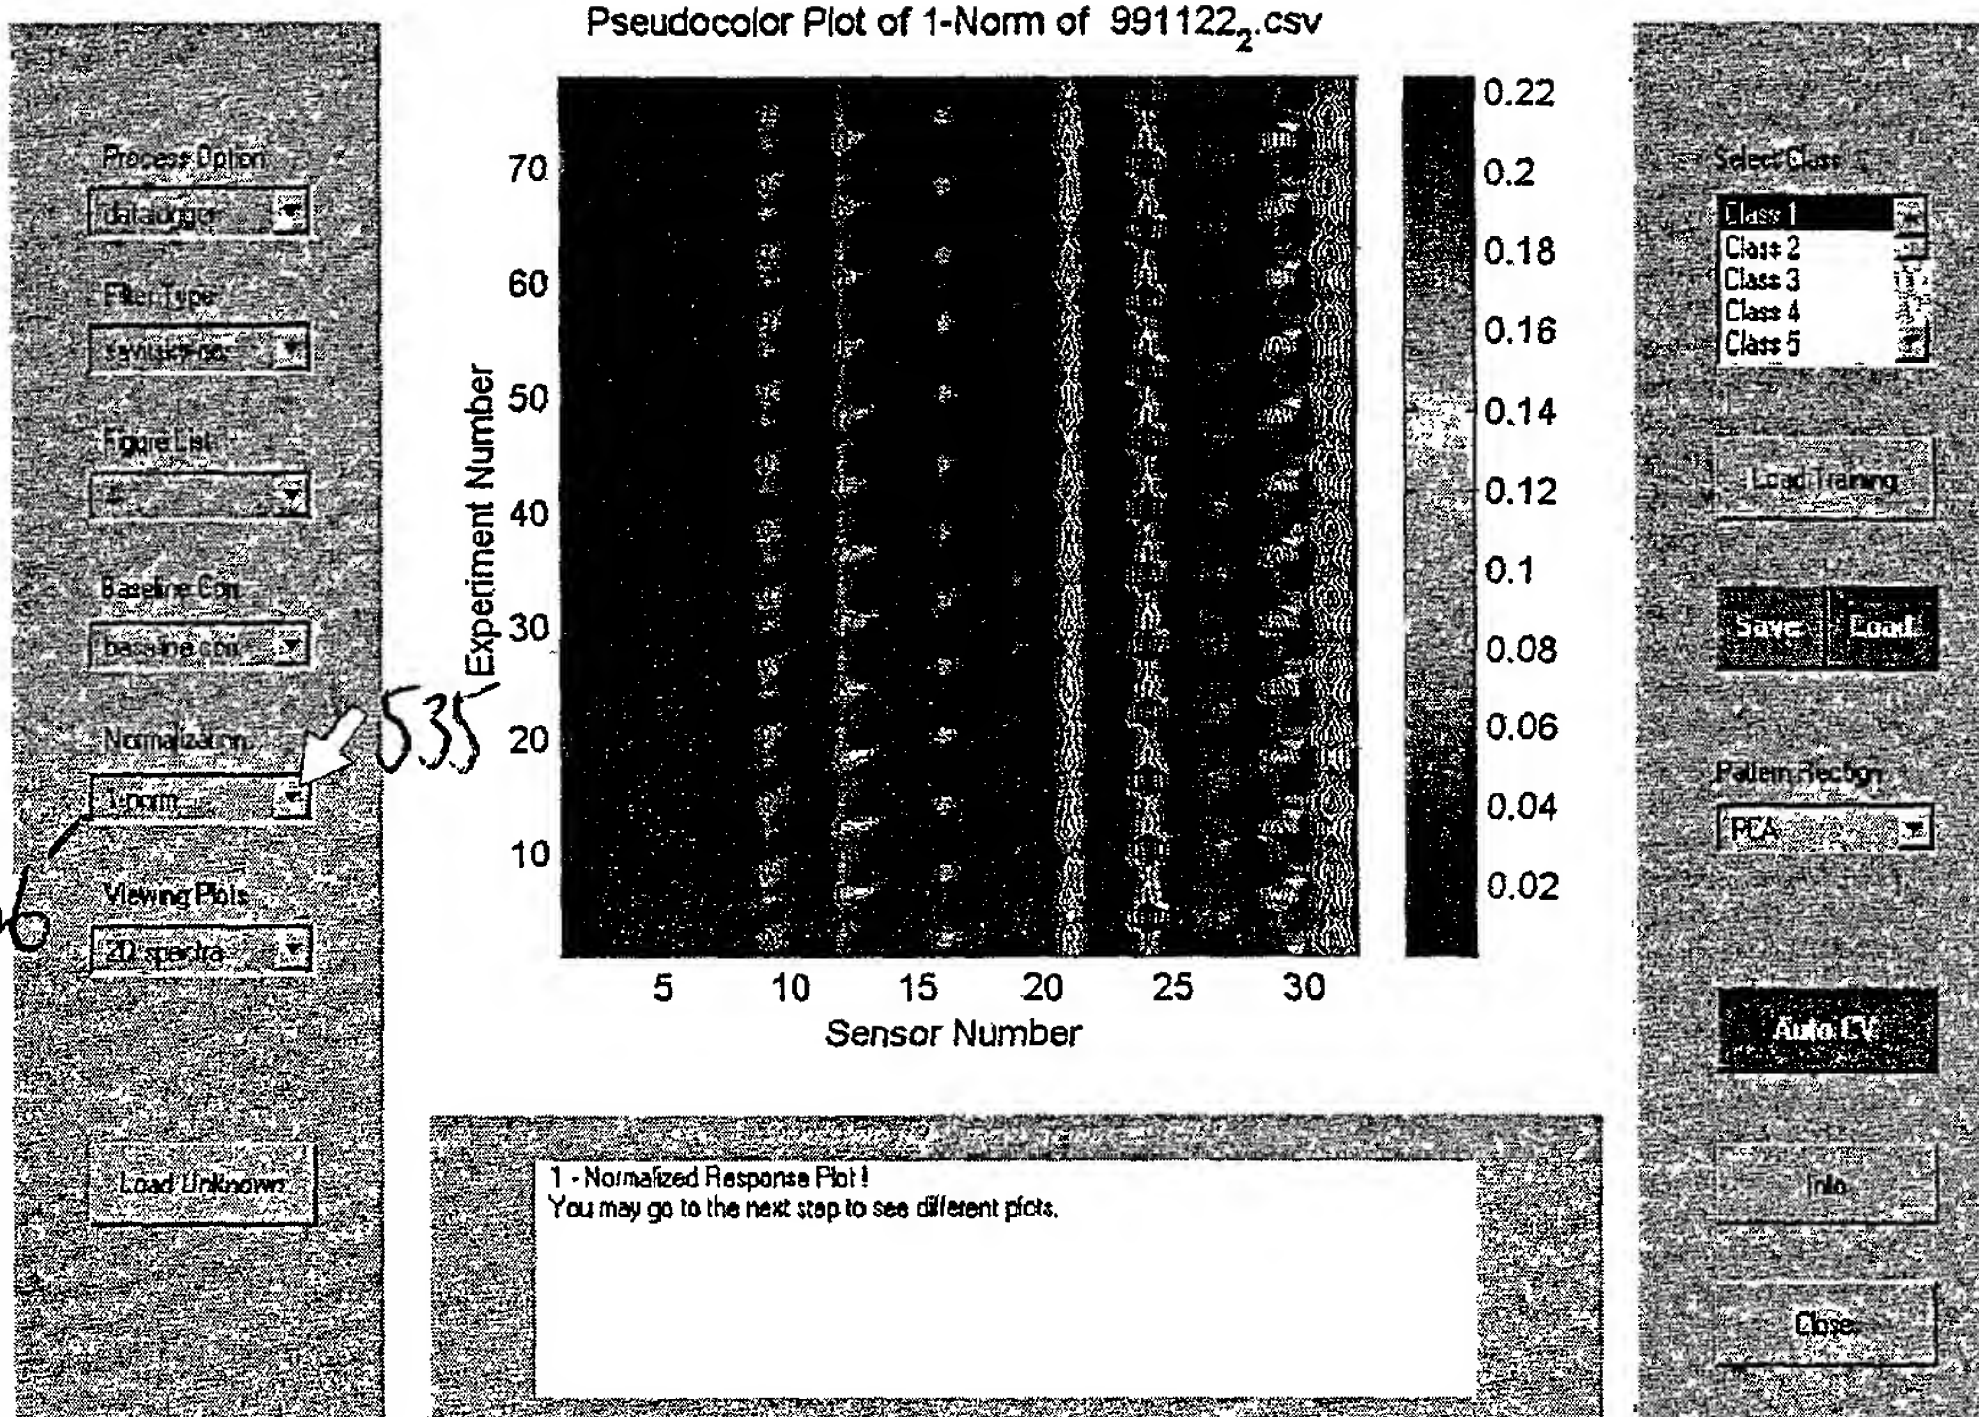 Pseudocolor Plot of 1-Norm of 991122₂.csv
Process Option
datalogger
Filter Type
Figure List
Baseline Corr
baseline corr
Normalization
1-norm
535
Viewing Plots
2D spectra
Load Unknown
Experiment Number
70
60
50
40
30
20
10
5
10
15
20
25
30
Sensor Number
0.22
0.2
0.18
0.16
0.14
0.12
0.1
0.08
0.06
0.04
0.02
1 - Normalized Response Plot !
You may go to the next step to see different plots.
Select Class
Class 1
Class 2
Class 3
Class 4
Class 5
Load Training
Save
Load
Pattern Recogn
PCA
Auto CV
Info
Close